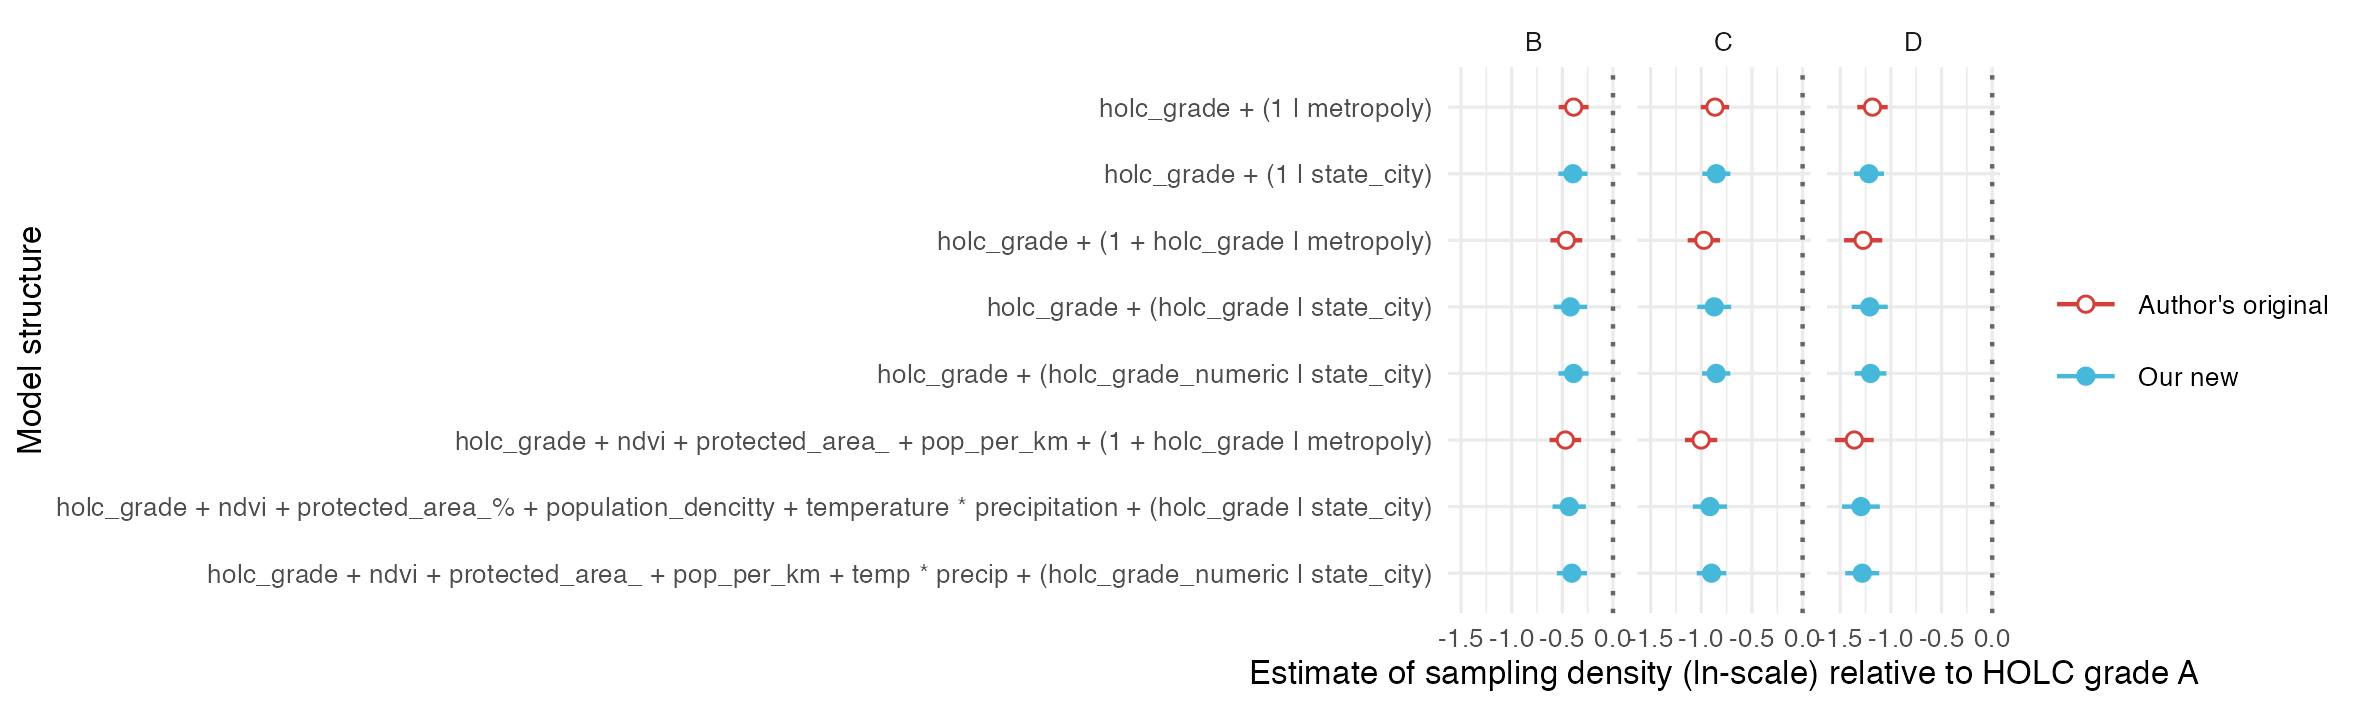 B C D
holc_grade + (1 | metropoly)
holc_grade + (1 | state_city)
holc_grade + (1 + holc_grade | metropoly)
holc_grade + (holc_grade | state_city)
holc_grade + (holc_grade_numeric | state_city)
holc_grade + ndvi + protected_area_ + pop_per_km + (1 + holc_grade | metropoly)
holc_grade + ndvi + protected_area_% + population_dencitty + temperature * precipitation + (holc_grade | state_city)
holc_grade + ndvi + protected_area_ + pop_per_km + temp * precip + (holc_grade_numeric | state_city)
Model structure
-1.5 -1.0 -0.5 0.0 -1.5 -1.0 -0.5 0.0 -1.5 -1.0 -0.5 0.0
Estimate of sampling density (ln-scale) relative to HOLC grade A
Author's original
Our new